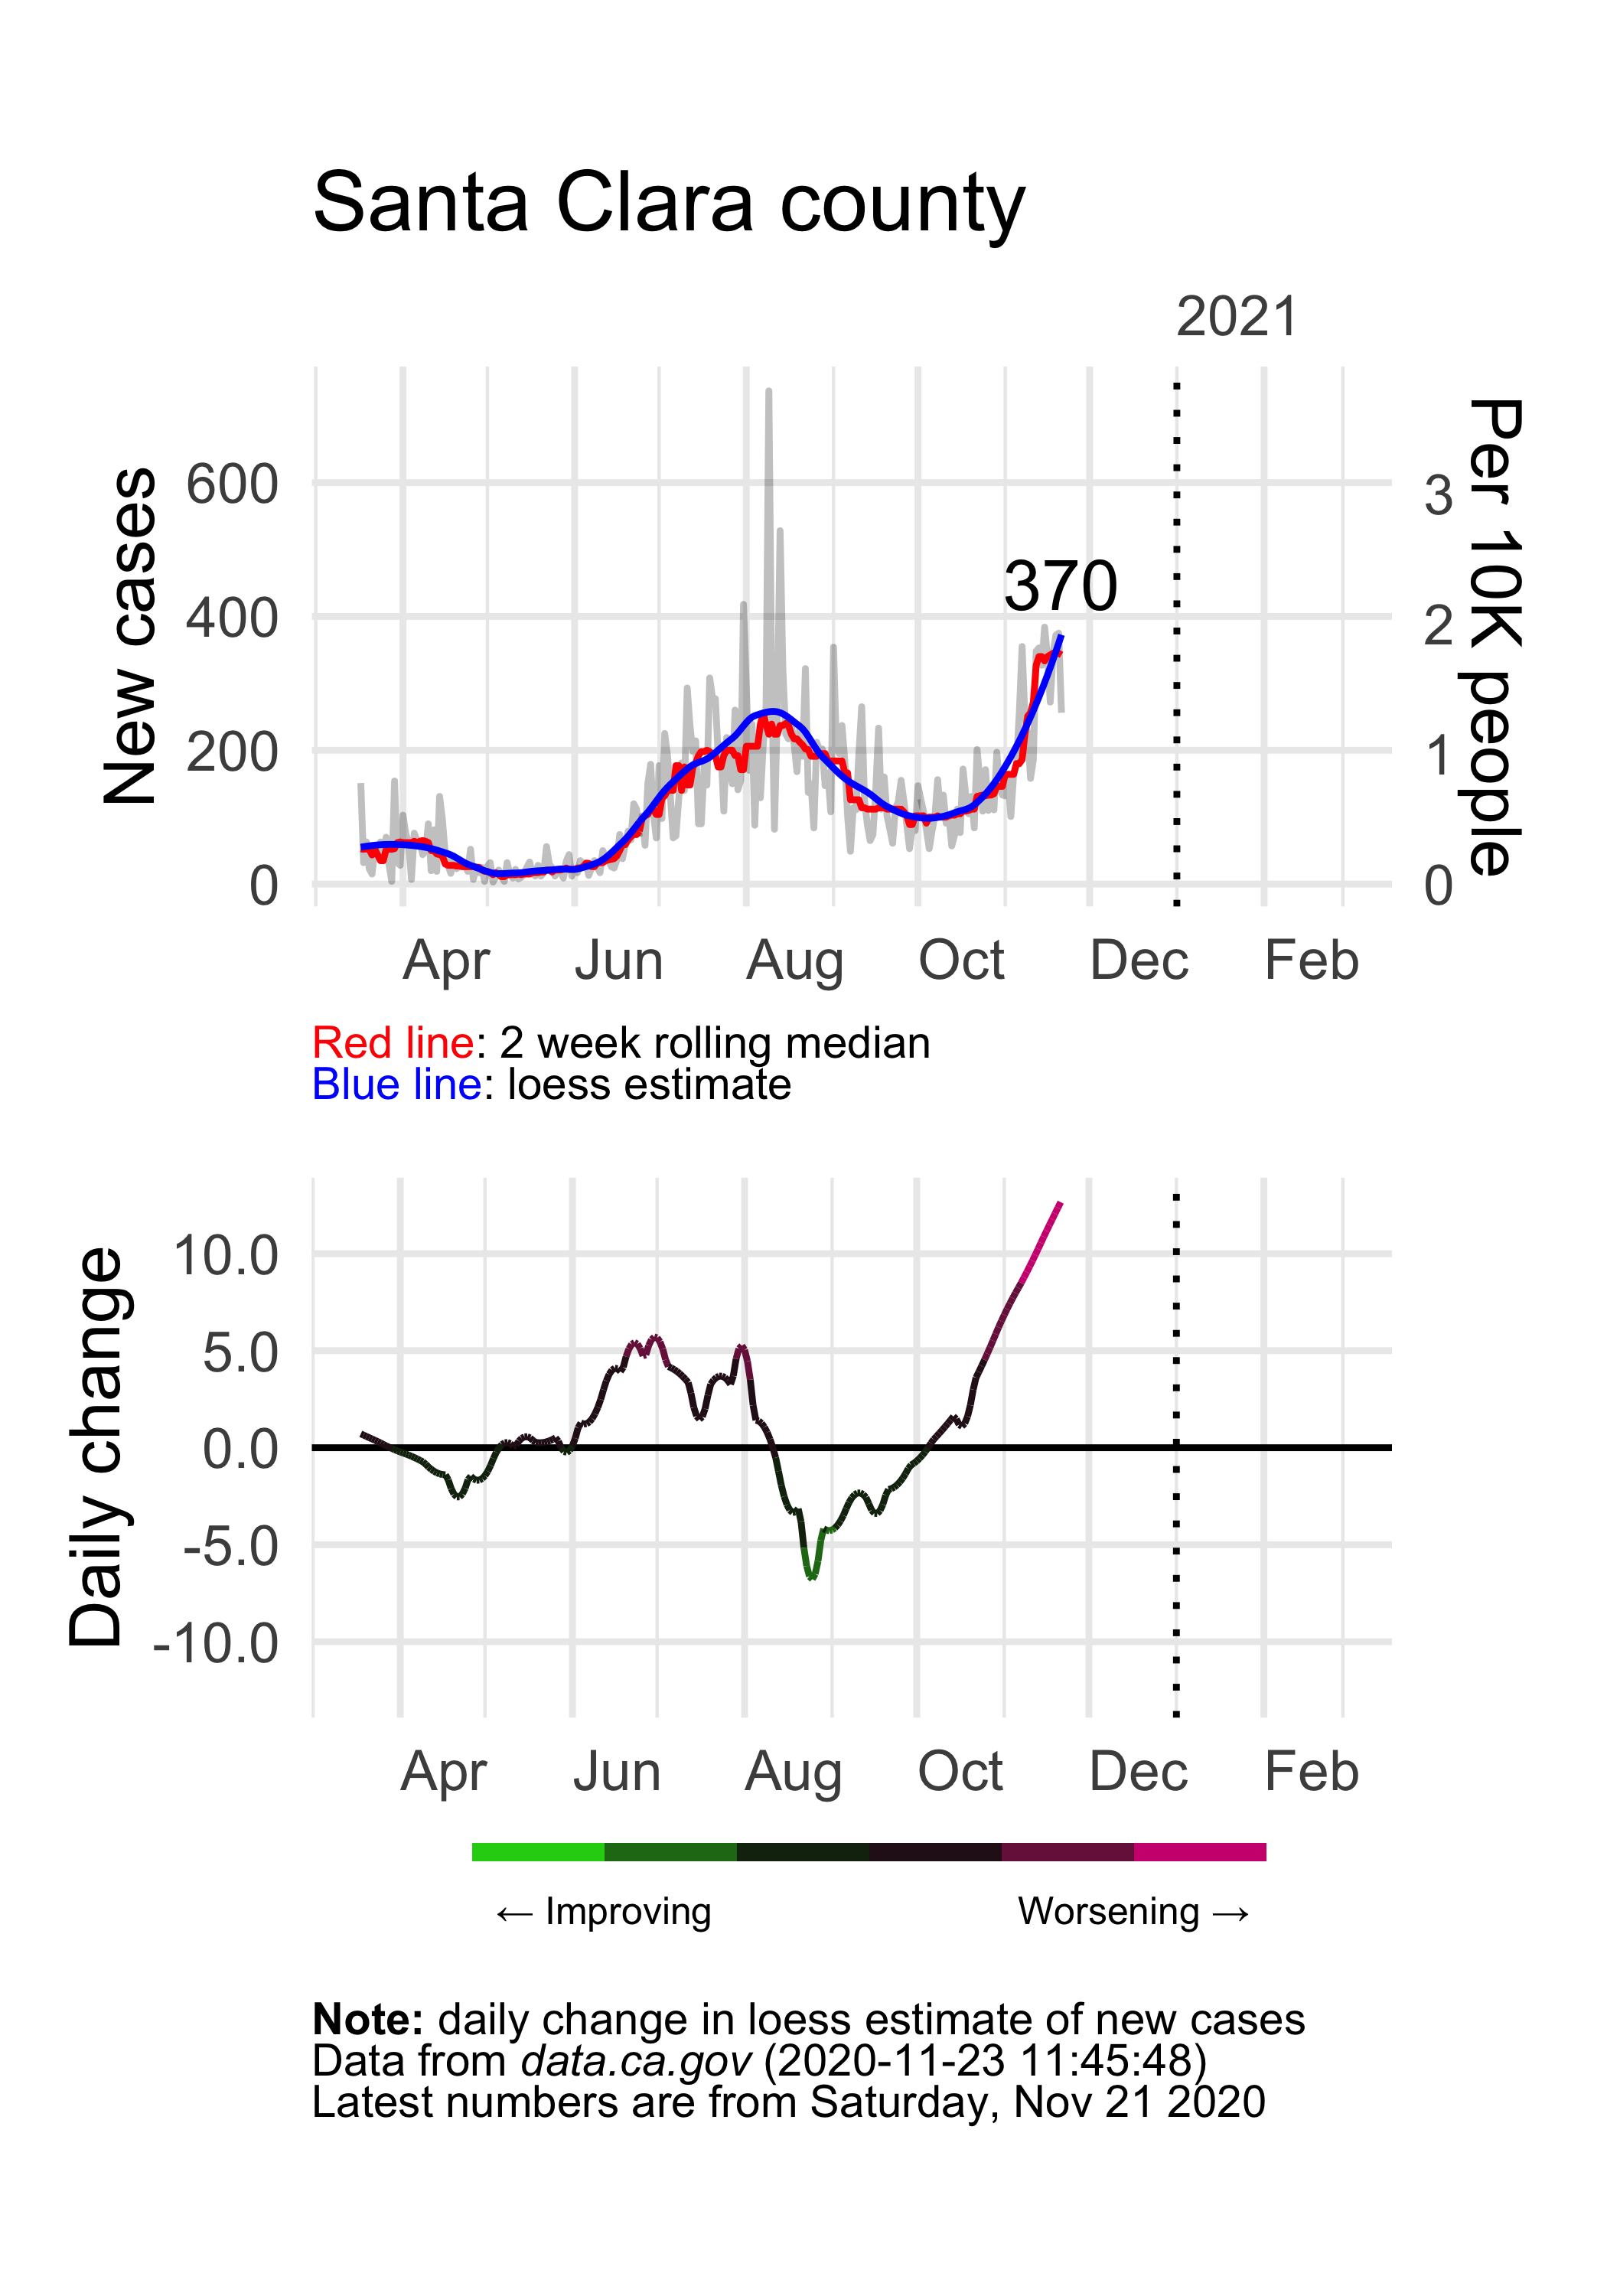 Santa Clara county
2021
New cases
600
400
200
0
370
3
2
1
0
Per 10K people
Apr Jun Aug Oct Dec Feb
Red line: 2 week rolling median
Blue line: loess estimate
Daily change
10.0
5.0
0.0
-5.0
-10.0
Apr Jun Aug Oct Dec Feb
← Improving Worsening →
Note: daily change in loess estimate of new cases
Data from data.ca.gov (2020-11-23 11:45:48)
Latest numbers are from Saturday, Nov 21 2020